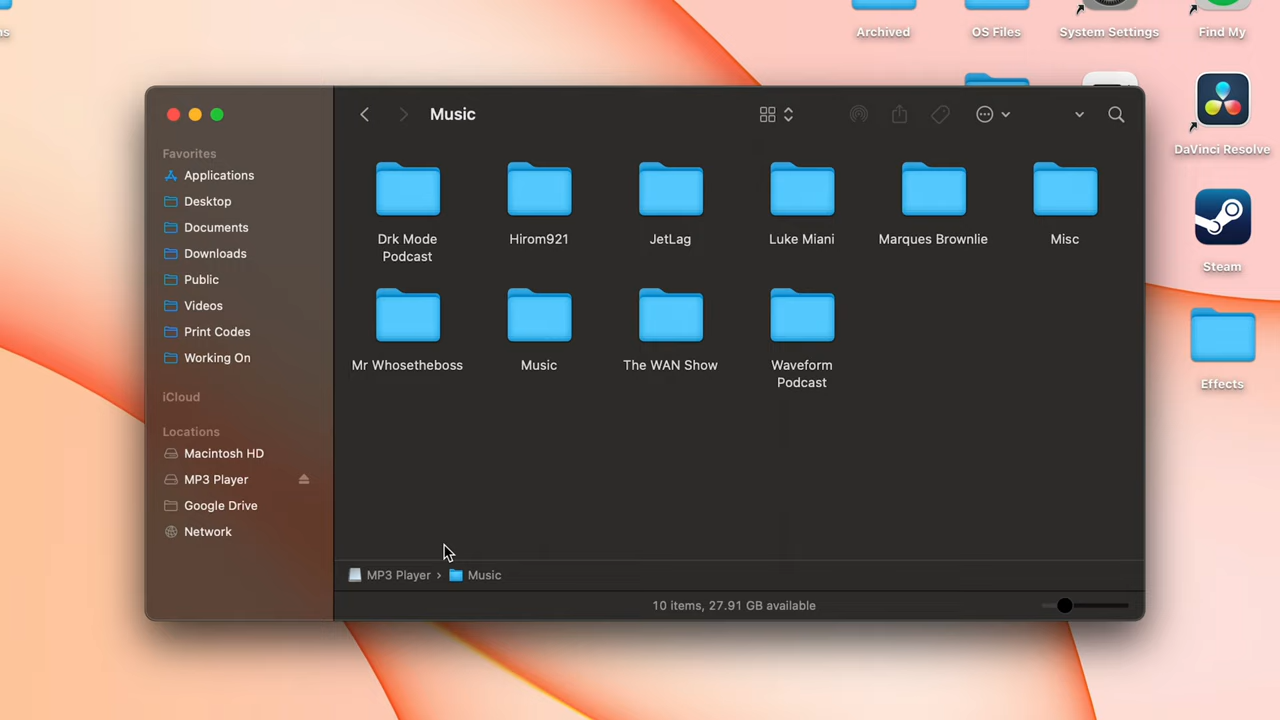 ns
Archived
OS Files
System Settings
Find My
DaVinci Resolve
Steam
Effects
Music
Favorites
Applications
Desktop
Documents
Downloads
Public
Videos
Print Codes
Working On
iCloud
Locations
Macintosh HD
MP3 Player
Google Drive
Network
Drk Mode
Podcast
Hirom921
JetLag
Luke Miani
Marques Brownlie
Misc
Mr Whosetheboss
Music
The WAN Show
Waveform
Podcast
MP3 Player › Music
10 items, 27.91 GB available